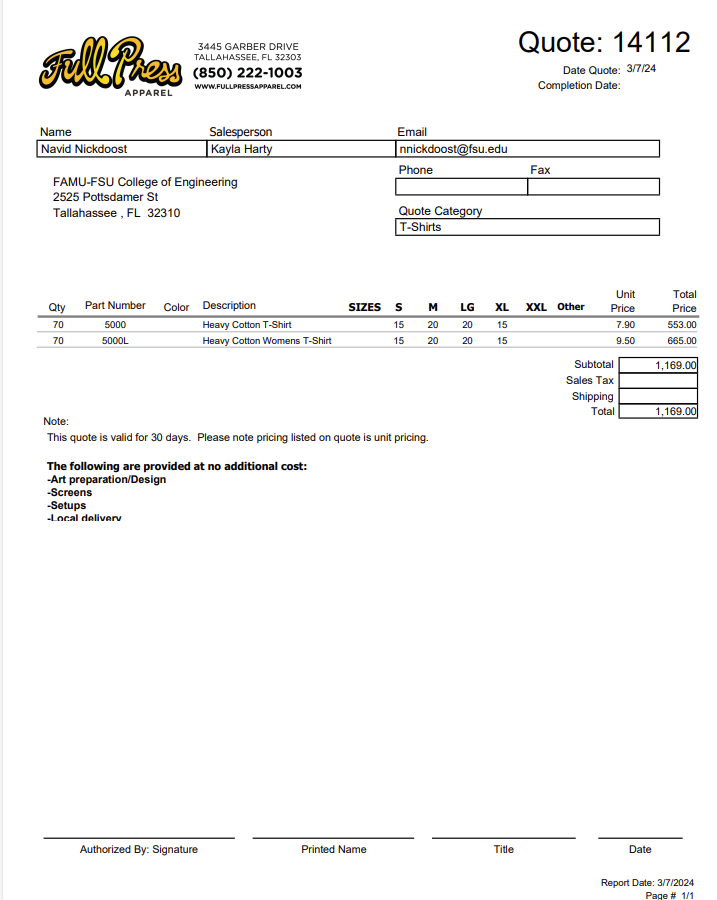 Full Press
APPAREL
3445 GARBER DRIVE
TALLAHASSEE, FL 32303
(850) 222-1003
WWW.FULLPRESSAPPAREL.COM
Quote: 14112
Date Quote: 3/7/24
Completion Date:
Name Salesperson Email
Navid Nickdoost Kayla Harty nnickdoost@fsu.edu
FAMU-FSU College of Engineering
2525 Pottsdamer St
Tallahassee , FL 32310
Phone Fax
Quote Category
T-Shirts
Qty Part Number Color Description SIZES S M LG XL XXL Other Unit Price Total Price
70 5000 Heavy Cotton T-Shirt 15 20 20 15 7.90 553.00
70 5000L Heavy Cotton Womens T-Shirt 15 20 20 15 9.50 665.00
Subtotal 1,169.00
Sales Tax
Shipping
Total 1,169.00
Note:
This quote is valid for 30 days. Please note pricing listed on quote is unit pricing.
The following are provided at no additional cost:
-Art preparation/Design
-Screens
-Setups
-Local delivery
Authorized By: Signature Printed Name Title Date
Report Date: 3/7/2024
Page # 1/1